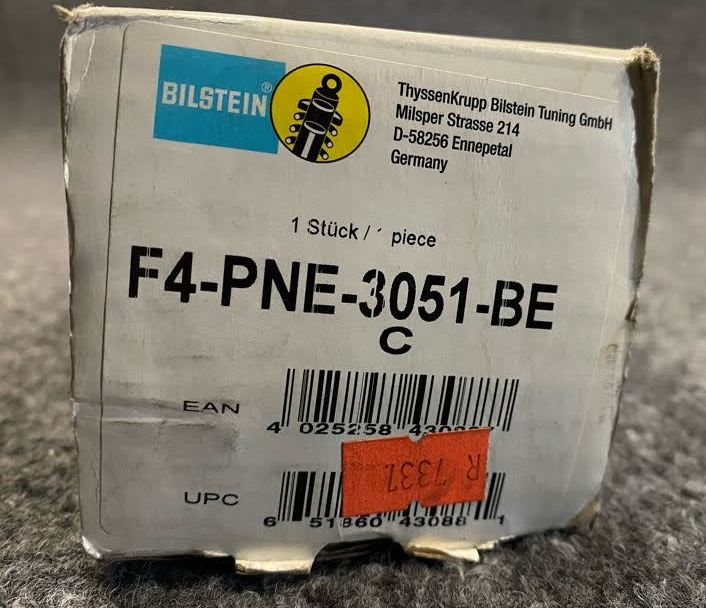 BILSTEIN®
ThyssenKrupp Bilstein Tuning GmbH
Milsper Strasse 214
D-58256 Ennepetal
Germany
1 Stück / piece
F4-PNE-3051-BE
C
EAN
4 025258
R 7331
UPC
6 51860 43088 1